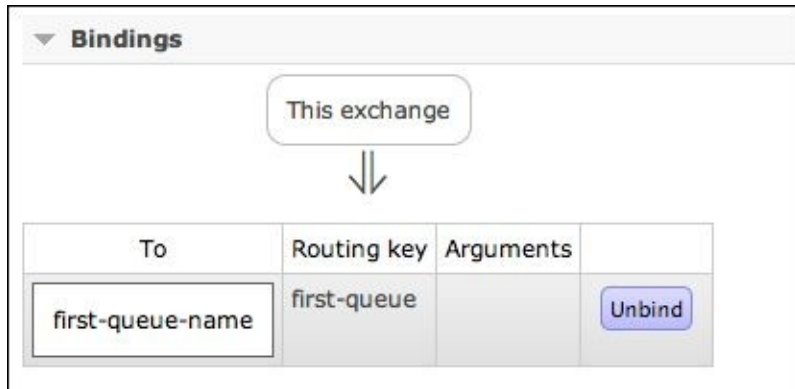 Bindings
This exchange
To Routing key Arguments
first-queue-name first-queue Unbind